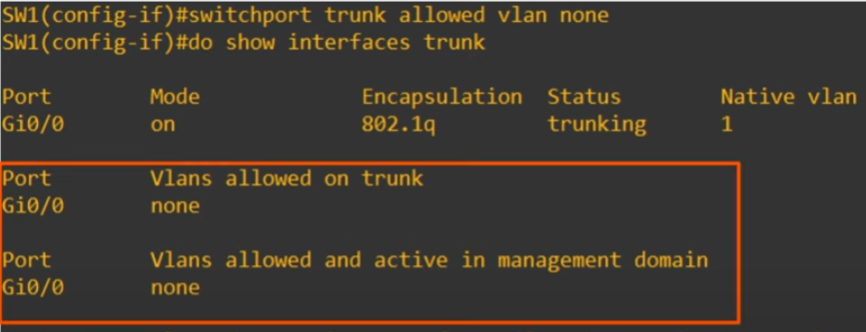 SW1(config-if)#switchport trunk allowed vlan none
SW1(config-if)#do show interfaces trunk
Port Mode Encapsulation Status Native vlan
Gi0/0 on 802.1q trunking 1
Port Vlans allowed on trunk
Gi0/0 none
Port Vlans allowed and active in management domain
Gi0/0 none